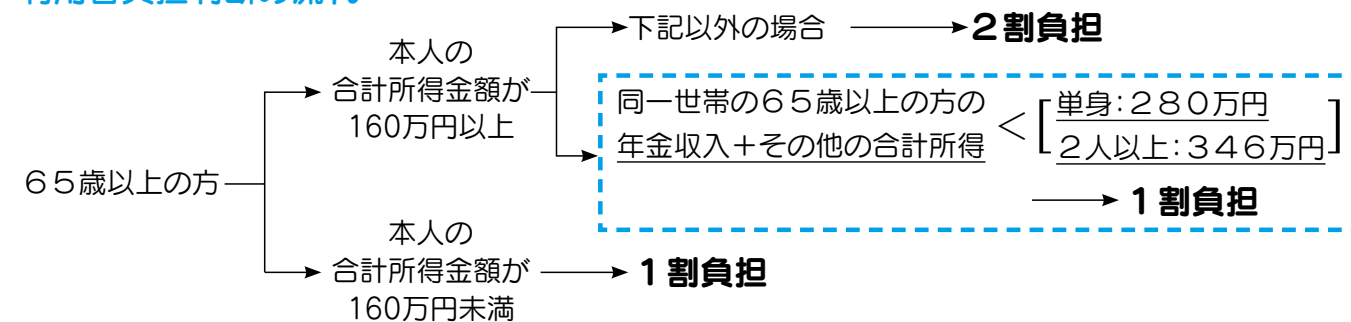 下記以外の場合
2割負担
本人の
合計所得金額が
160万円以上
同一世帯の65歳以上の方の
年金収入+その他の合計所得
<
単身:280万円
2人以上:346万円
1割負担
65歳以上の方
本人の
合計所得金額が
160万円未満
1割負担